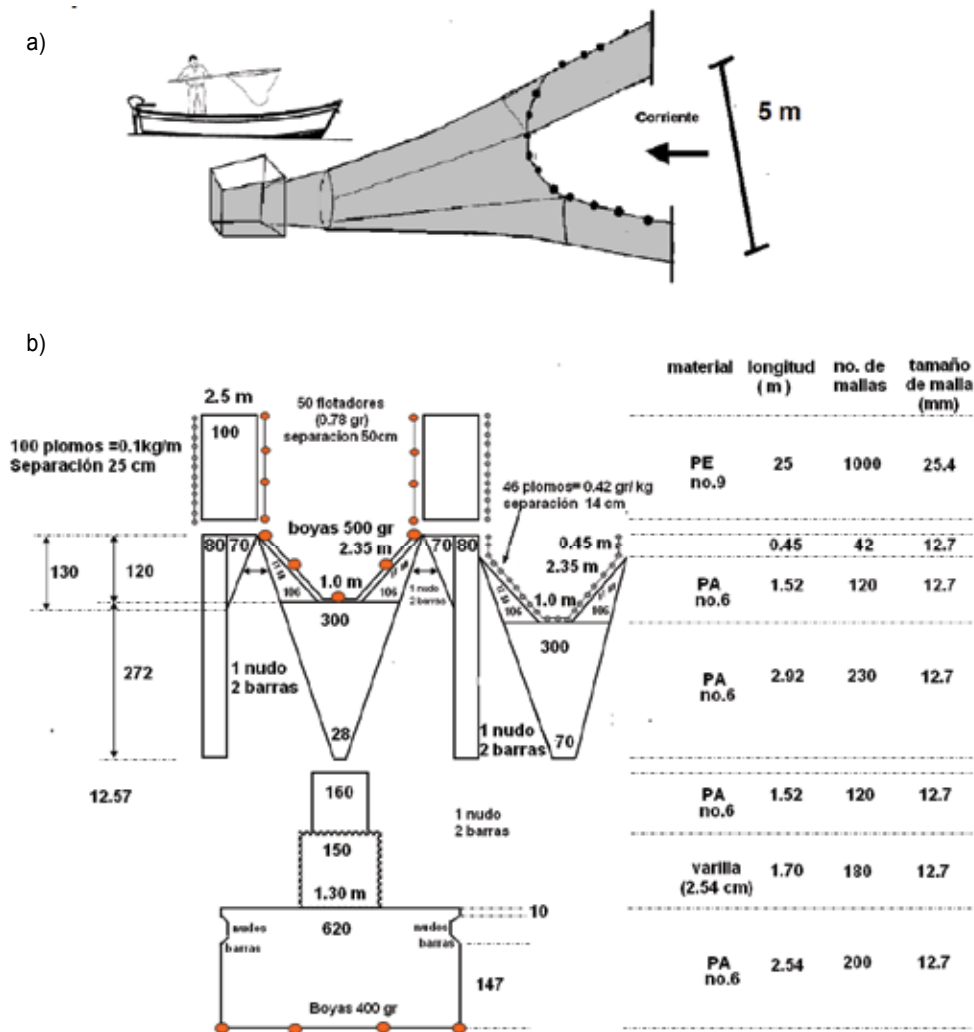 a)
Corriente
5 m
b)
material longitud no. de tamaño
( m ) mallas de malla
(mm)
2.5 m
50 flotadores
(0.78 gr)
separacion 50cm
100
100 plomos =0.1kg/m
Separación 25 cm
PE 25 1000 25.4
no.9
46 plomos= 0.42 gr/ kg
separación 14 cm
boyas 500 gr
80 70 2.35 m 70 80 0.45 m
0.45 42 12.7
2.35 m
130 120 1.0 m 1.0 m
PA 1.52 120 12.7
no.6
106 106 1 nudo
2 barras
106 106
300 300
272
1 nudo
2 barras
PA 2.92 230 12.7
no.6
28 70
1 nudo
2 barras
12.57
160
PA 1.52 120 12.7
no.6
1 nudo
2 barras
150
1.30 m
varilla 1.70 180 12.7
(2.54 cm)
10
620
nudos nudos
barras barras
PA 2.54 200 12.7
no.6
147
Boyas 400 gr